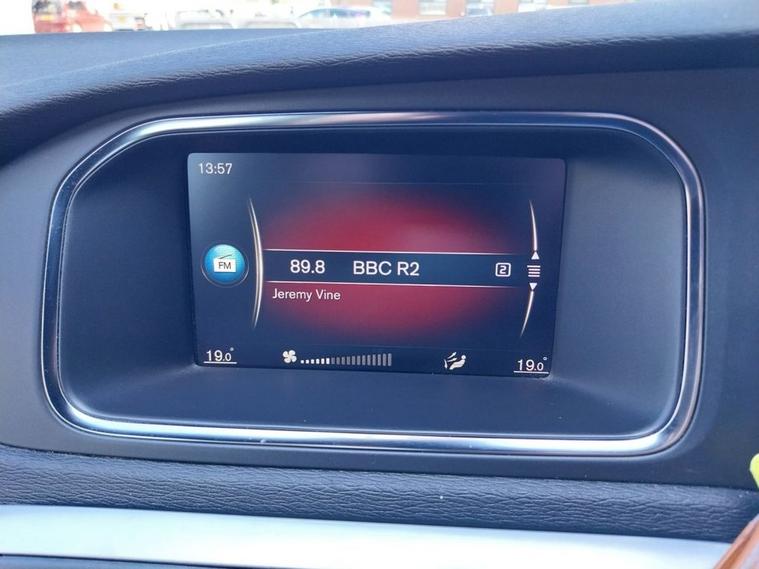 13:57
FM
89.8 BBC R2 2
Jeremy Vine
19.0° 19.0°